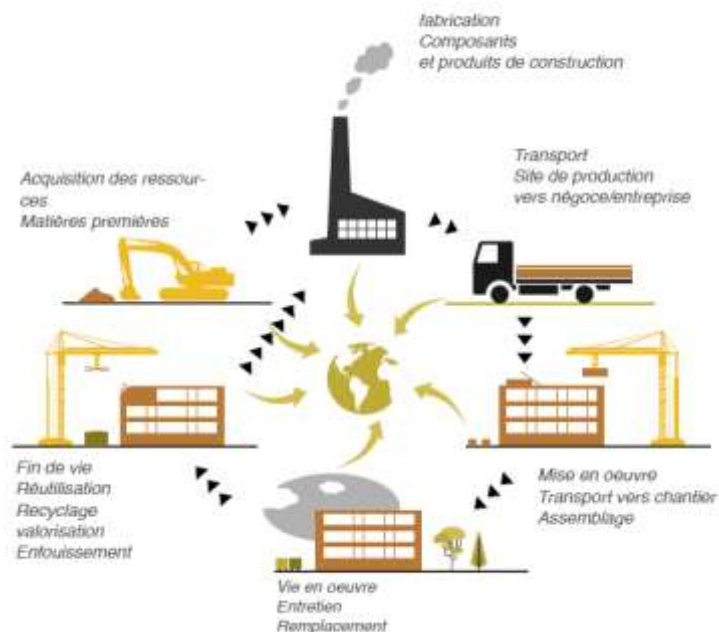 fabrication
Composants
et produits de construction
Transport
Site de production
vers négoce/entreprise
Acquisition des ressour-
ces
Matières premières
Fin de vie
Réutilisation
Recyclage
valorisation
Enfouissement
Mise en oeuvre
Transport vers chantier
Assemblage
Vie en oeuvre
Entretien
Remplacement